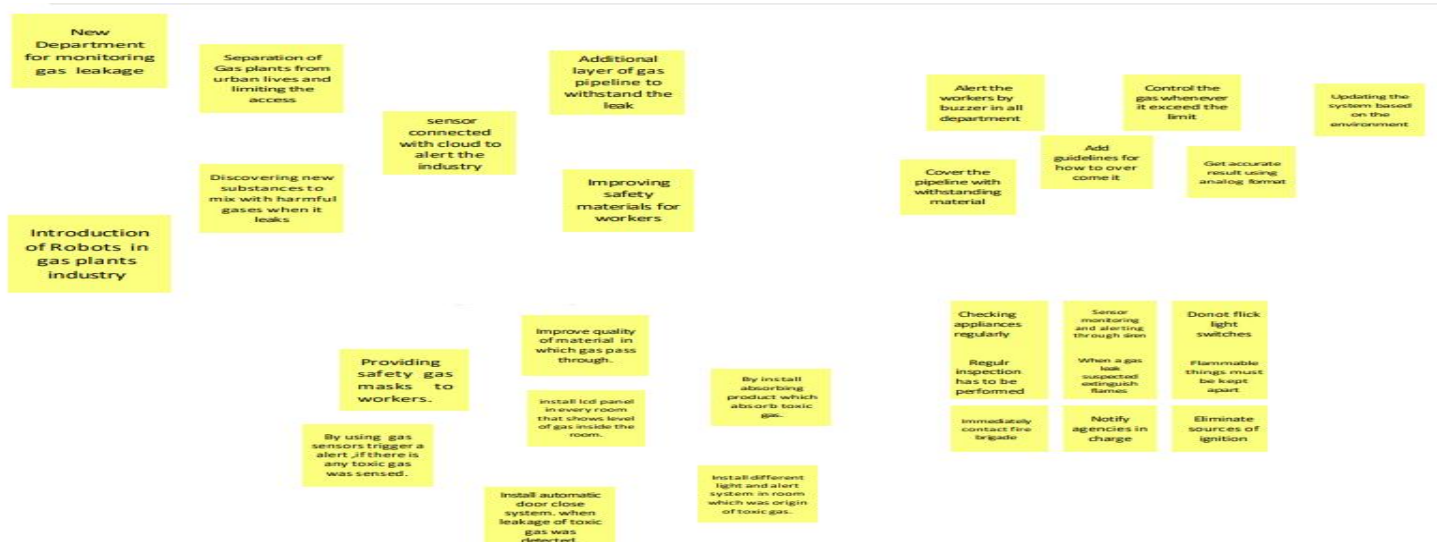 New
Department
for monitoring
gas leakage
Separation of
Gas plants from
urban lives and
limiting the
access
Additional
layer of gas
pipeline to
withstand the
leak
sensor
connected
with cloud to
alert the
industry
Discovering new
substances to
mix with harmful
gases when it
leaks
Improving
safety
materials for
workers
Introduction
of Robots in
gas plants
industry
Alert the
workers by
buzzer in all
department
Control the
gas whenever
it exceed the
limit
Updating the
system based
on the
environment
Add
guidelines for
how to over
come it
Cover the
pipeline with
withstanding
material
Get accurate
result using
analog format
Improve quality
of material in
which gas pass
through.
Providing
safety gas
masks to
workers.
install lcd panel
in every room
that shows level
of gas inside the
room.
By install
absorbing
product which
absorb toxic
gas.
By using gas
sensors trigger a
alert ,if there is
any toxic gas
was sensed.
Install automatic
door close
system. when
leakage of toxic
gas was
detected
Install different
light and alert
system in room
which was origin
of toxic gas.
Checking
appliances
regularly
Sensor
monitoring
and alerting
through siren
Donot flick
light
switches
Regulr
inspection
has to be
performed
When a gas
leak
suspected
extinguish
flames
Flammable
things must
be kept
apart
Immediately
contact fire
brigade
Notify
agencies in
charge
Eliminate
sources of
ignition